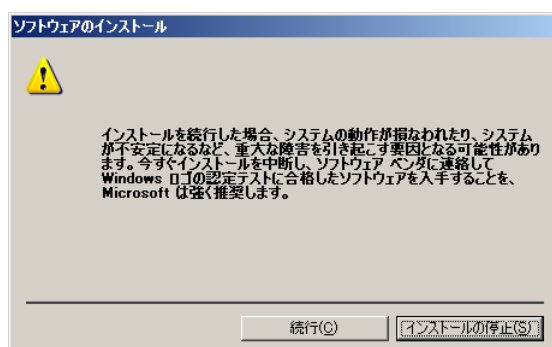 ソフトウェアのインストール
インストールを続行した場合、システムの動作が損なわれたり、システム
が不安定になるなど、重大な障害を引き起こす要因となる可能性があり
ます。今すぐインストールを中断し、ソフトウェア ベンダに連絡して
Windows ロゴの認定テストに合格したソフトウェアを入手することを、
Microsoft は強く推奨します。
続行(C) インストールの停止(S)